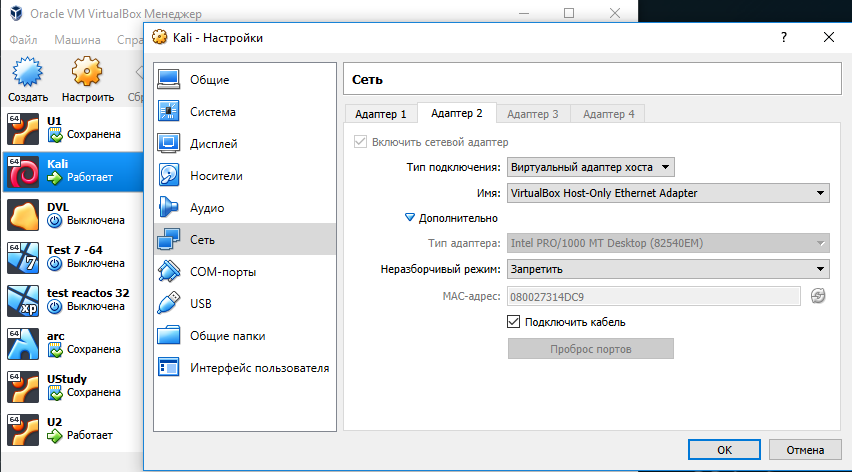 Oracle VM VirtualBox Менеджер
Файл Машина Спра
Создать Настроить Сбр
64 U1
Сохранена
64 Kali
Работает
DVL
Выключена
64 Test 7 -64
7 Выключена
test reactos 32
xp Выключена
64 arc
Сохранена
64 UStudy
Сохранена
64 U2
Работает
Kali - Настройки
?
Общие
Система
Дисплей
Носители
Аудио
Сеть
COM-порты
USB
Общие папки
Интерфейс пользователя
Сеть
Адаптер 1 Адаптер 2 Адаптер 3 Адаптер 4
Включить сетевой адаптер
Тип подключения: Виртуальный адаптер хоста
Имя: VirtualBox Host-Only Ethernet Adapter
Дополнительно
Тип адаптера: Intel PRO/1000 MT Desktop (82540EM)
Неразборчивый режим: Запретить
MAC-адрес: 080027314DC9
Подключить кабель
Проброс портов
OK Отмена